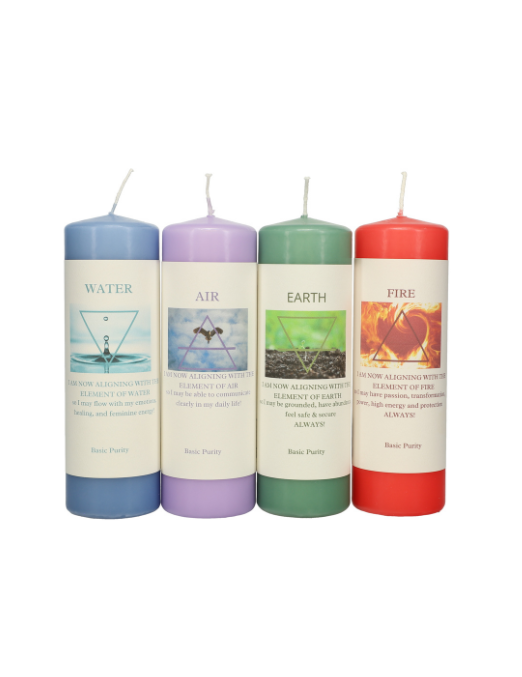 WATER
I AM NOW ALIGNING WITH THE
ELEMENT OF WATER
so I may flow with my emotions,
healing, and feminine energy!
Basic Purity
AIR
I AM NOW ALIGNING WITH THE
ELEMENT OF AIR
so I may be able to communicate
clearly in my daily life!
Basic Purity
EARTH
I AM NOW ALIGNING WITH THE
ELEMENT OF EARTH
so I may be grounded, have abundance
feel safe & secure
ALWAYS!
Basic Purity
FIRE
I AM NOW ALIGNING WITH THE
ELEMENT OF FIRE
so I may have passion, transformation,
power, high energy and protection
ALWAYS!
Basic Purity